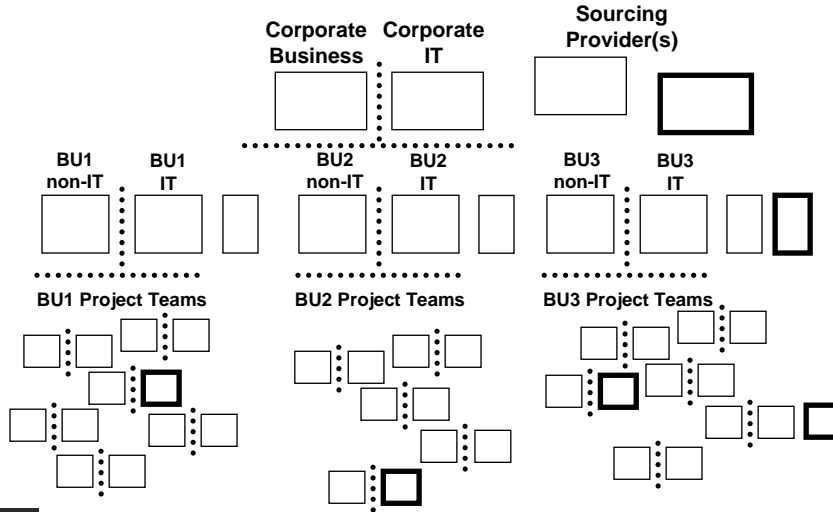 Corporate Business
Corporate IT
Sourcing Provider(s)
BU1 non-IT
BU1 IT
BU2 non-IT
BU2 IT
BU3 non-IT
BU3 IT
BU1 Project Teams
BU2 Project Teams
BU3 Project Teams